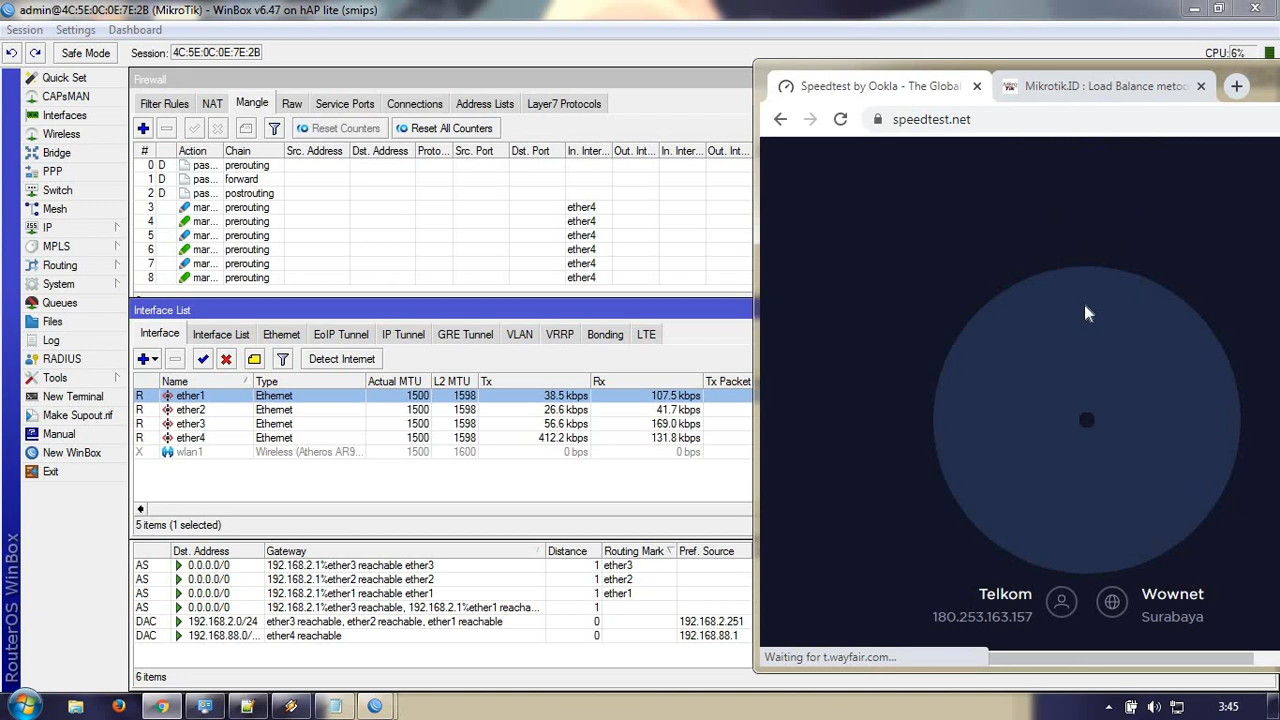 admin@4C:5E:0C:0E:7E:2B (MikroTik) - WinBox v6.47 on hAP lite (smips)
Session Settings Dashboard
Safe Mode Session: 4C:5E:0C:0E:7E:2B CPU:6%
Quick Set
CAPsMAN
Interfaces
Wireless
Bridge
PPP
Switch
Mesh
IP
MPLS
Routing
System
Queues
Files
Log
RADIUS
Tools
New Terminal
Make Supout.rif
Manual
New WinBox
Exit
RouterOS WinBox
Firewall
Filter Rules NAT Mangle Raw Service Ports Connections Address Lists Layer7 Protocols
Reset Counters Reset All Counters
# Action Chain Src. Address Dst. Address Proto... Src. Port Dst. Port In. Inter... Out. Int... In. Inter... Out. Int...
0 D pas... prerouting
1 D pas... forward
2 D pas... postrouting
3 mar... prerouting ether4
4 mar... prerouting ether4
5 mar... prerouting ether4
6 mar... prerouting ether4
7 mar... prerouting ether4
8 mar... prerouting ether4
Interface List
Interface Interface List Ethernet EoIP Tunnel IP Tunnel GRE Tunnel VLAN VRRP Bonding LTE
Detect Internet
Name Type Actual MTU L2 MTU Tx Rx Tx Packet
R ether1 Ethernet 1500 1598 38.5 kbps 107.5 kbps
R ether2 Ethernet 1500 1598 26.6 kbps 41.7 kbps
R ether3 Ethernet 1500 1598 56.6 kbps 169.0 kbps
R ether4 Ethernet 1500 1598 412.2 kbps 131.8 kbps
X wlan1 Wireless (Atheros AR9... 1500 1600 0 bps 0 bps
5 items (1 selected)
Dst. Address Gateway Distance Routing Mark Pref. Source
AS 0.0.0.0/0 192.168.2.1%ether3 reachable ether3 1 ether3
AS 0.0.0.0/0 192.168.2.1%ether2 reachable ether2 1 ether2
AS 0.0.0.0/0 192.168.2.1%ether1 reachable ether1 1 ether1
AS 0.0.0.0/0 192.168.2.1%ether3 reachable, 192.168.2.1%ether1 reacha... 1
DAC 192.168.2.0/24 ether3 reachable, ether2 reachable, ether1 reachable 0 192.168.2.251
DAC 192.168.88.0/... ether4 reachable 0 192.168.88.1
6 items
Speedtest by Ookla - The Global Mikrotik.ID : Load Balance metod
speedtest.net
Telkom
180.253.163.157
Wownet
Surabaya
Waiting for t.wayfair.com...
3:45